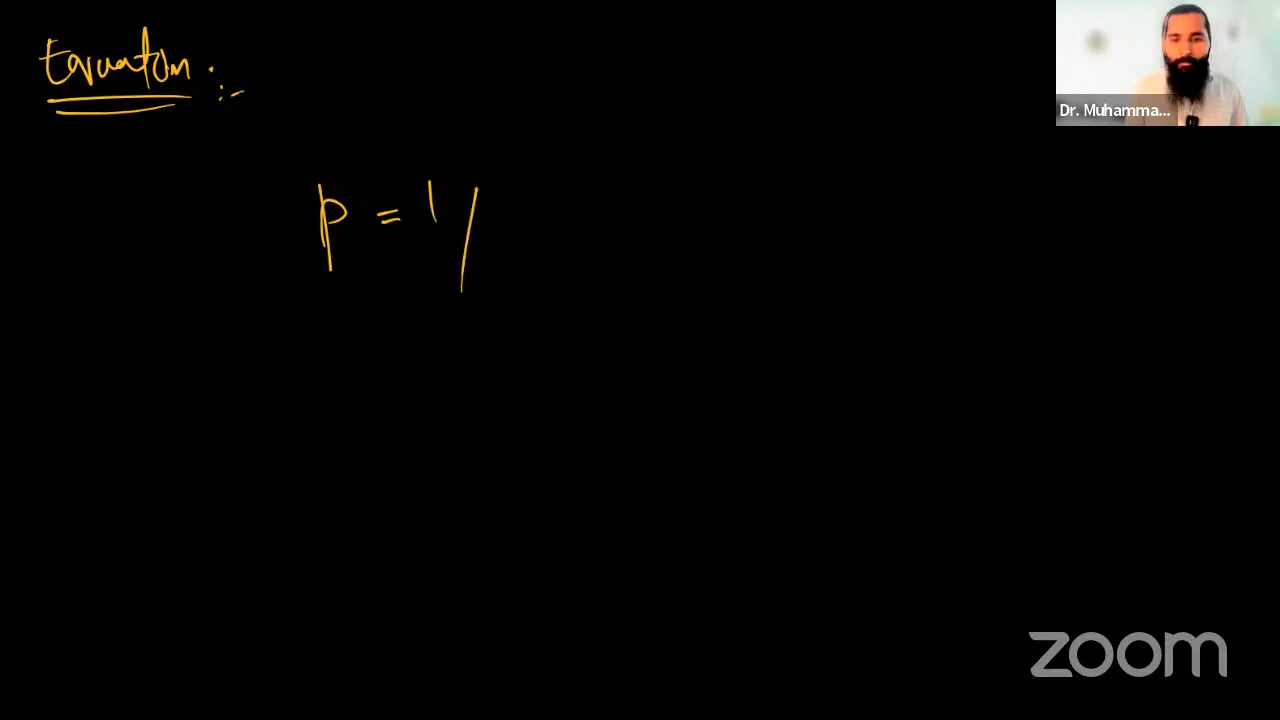 Equation :-
Dr. Muhamma...
P = 1/
zoom